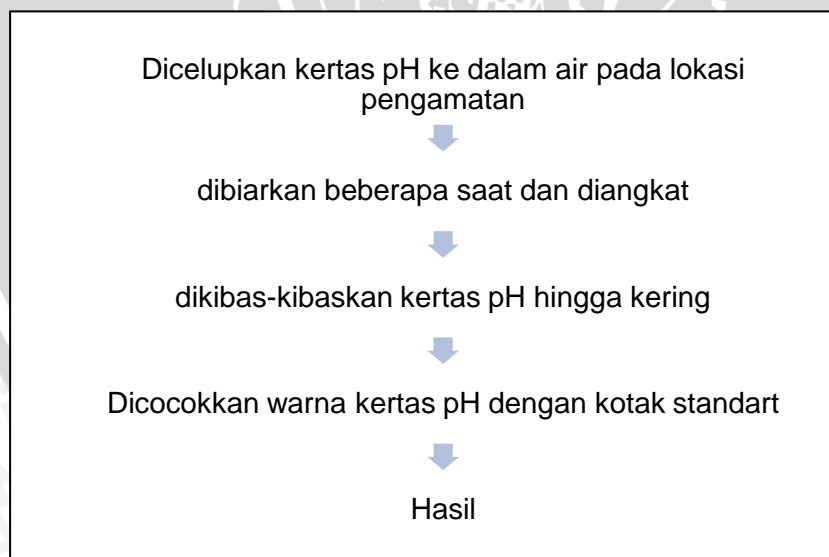 Dicelupkan kertas pH ke dalam air pada lokasi
pengamatan
dibiarkan beberapa saat dan diangkat
dikibas-kibaskan kertas pH hingga kering
Dicocokkan warna kertas pH dengan kotak standart
Hasil